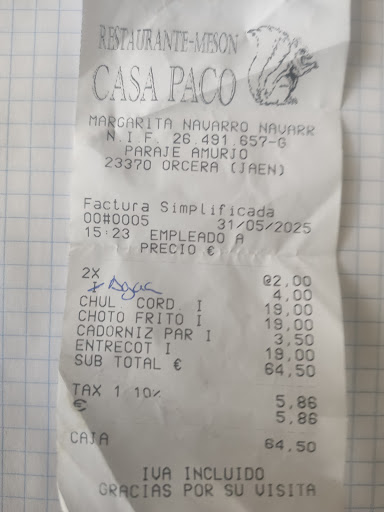 RESTAURANTE-MESON
CASA PACO
MARGARITA NAVARRO NAVARR
N.I.F. 26.491.657-G
PARAJE AMURJO
23370 ORCERA (JAEN)
Factura Simplificada
00#0005 31/05/2025
15:23 EMPLEADO A
PRECIO €
2X @2,00
I Agua 4,00
CHUL CORD I 19,00
CHOTO FRITO I 19,00
CADORNIZ PAR I 3,50
ENTRECOT I 19,00
SUB TOTAL € 64,50
TAX 1 10% 5,86
€ 5,86
CAJA 64,50
IVA INCLUIDO
GRACIAS POR SU VISITA